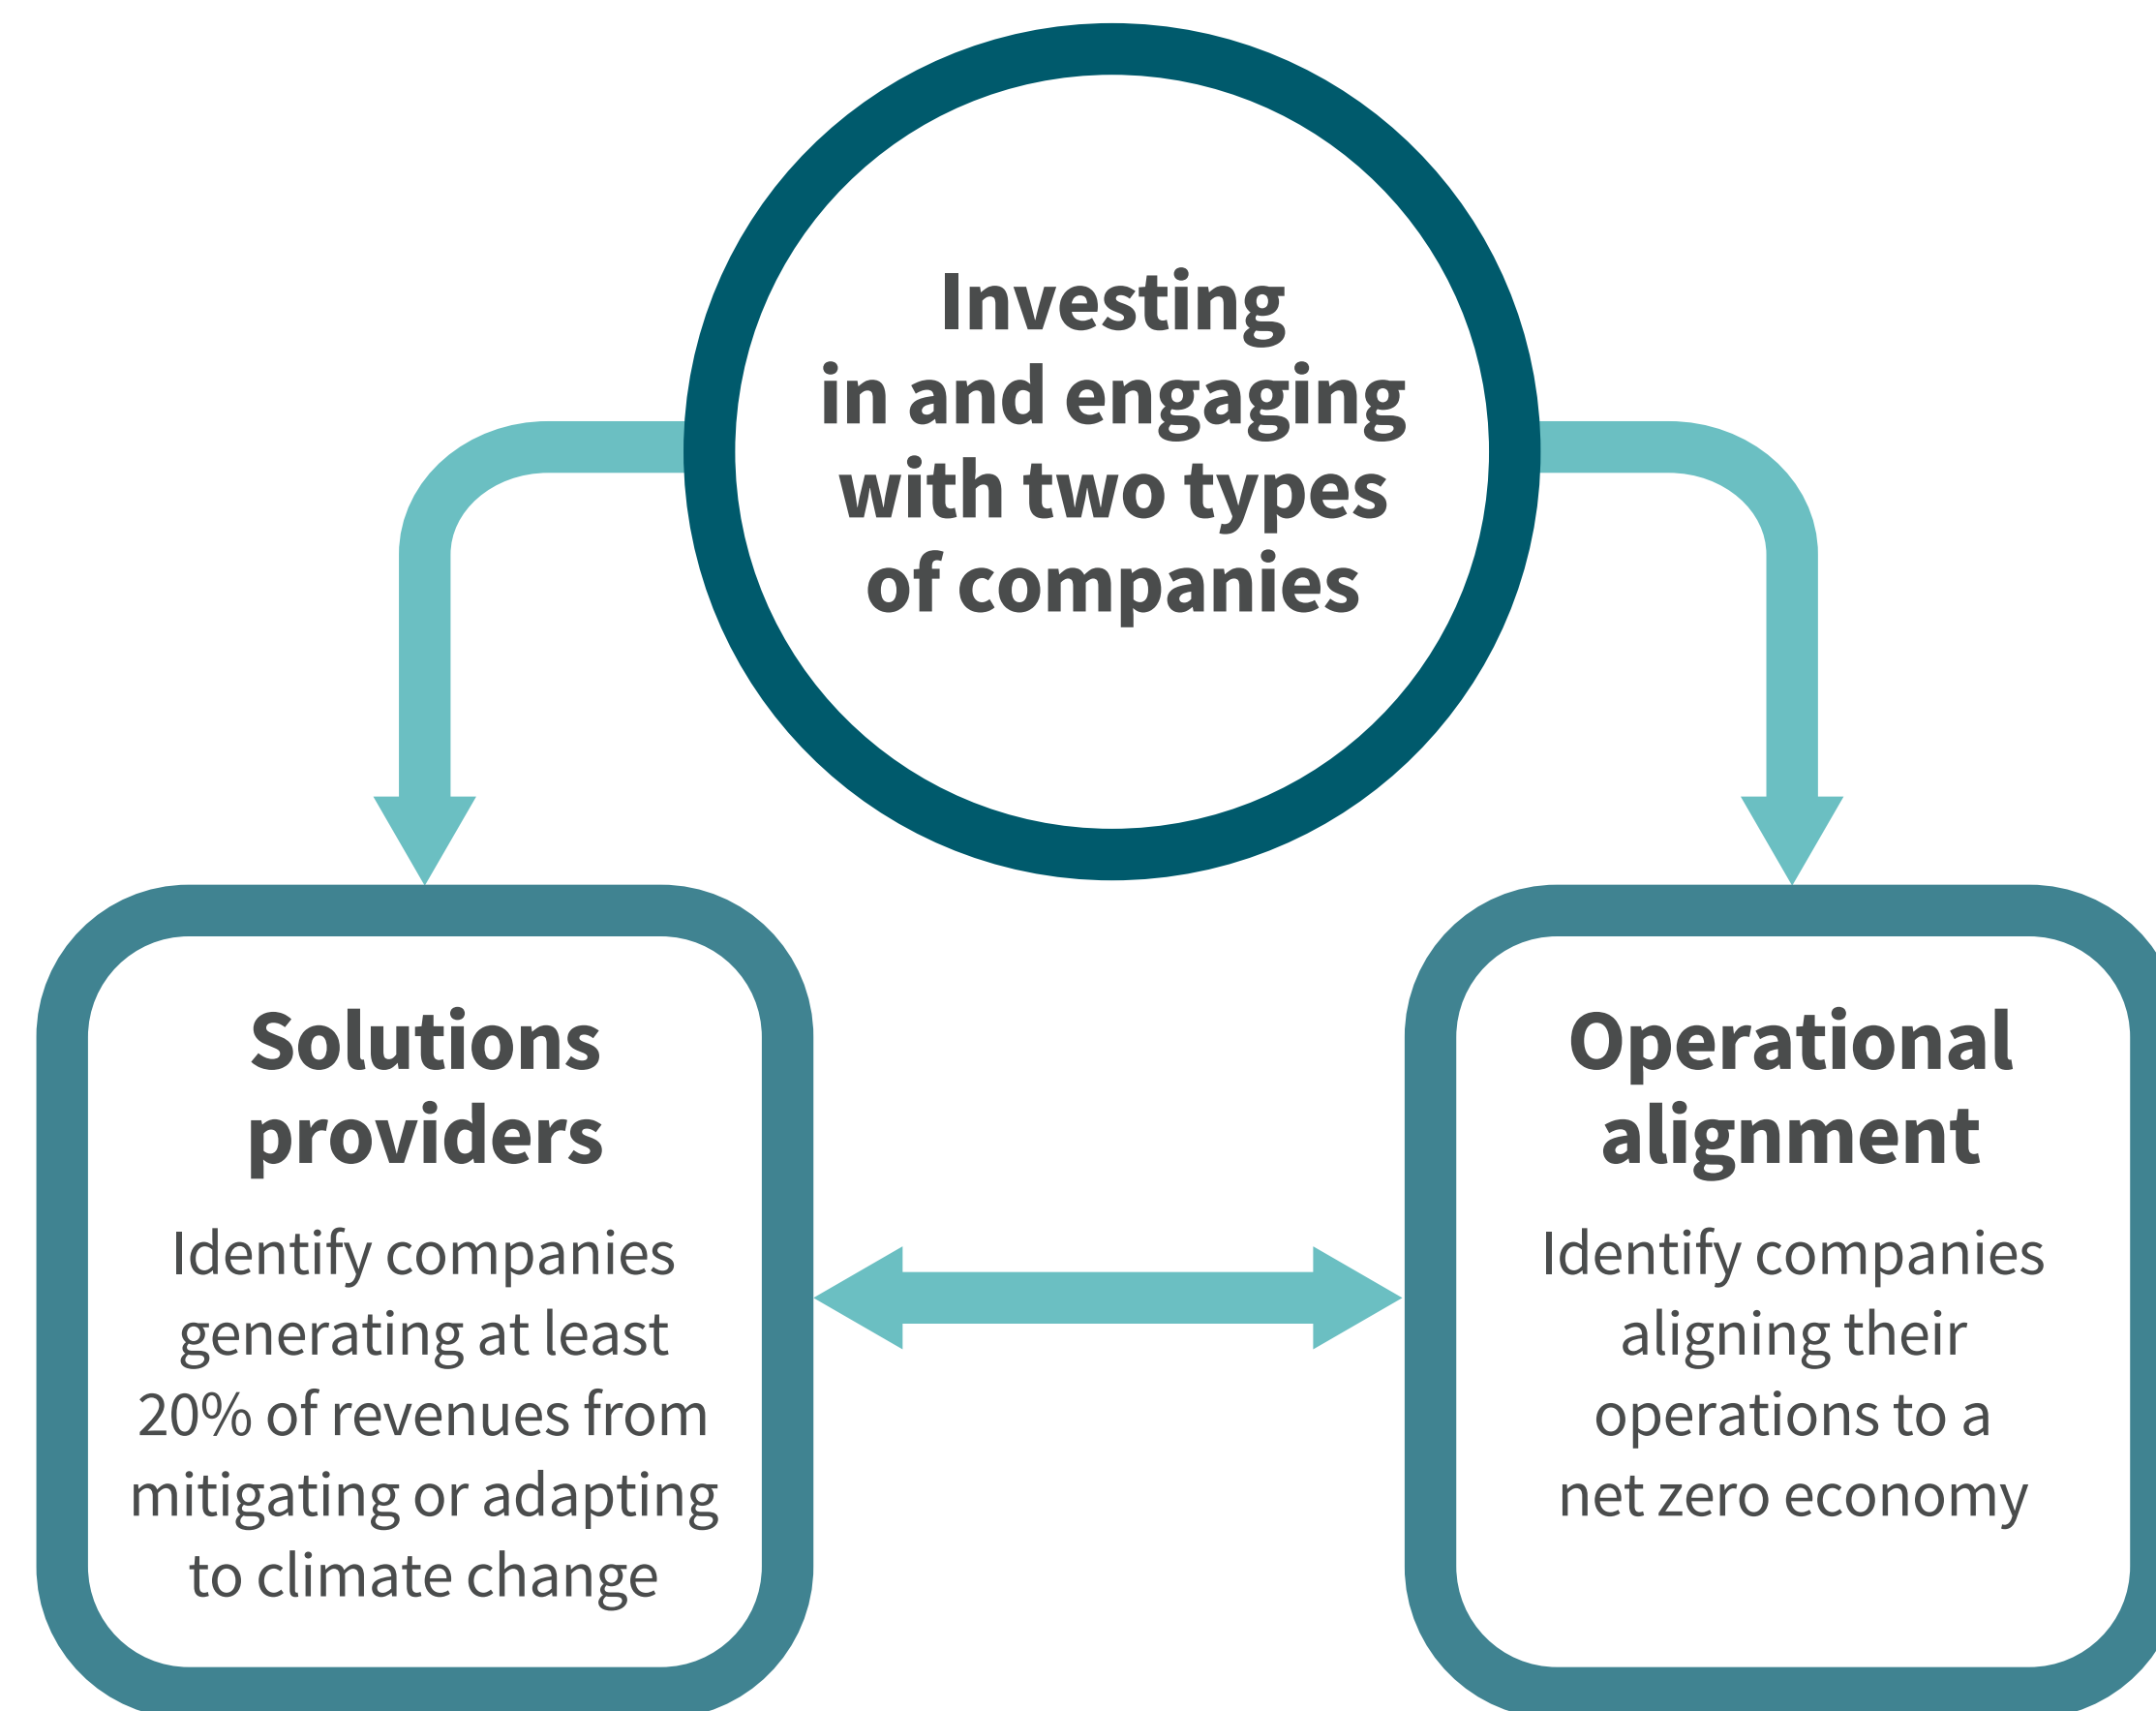 Investing
in and engaging
with two types
of companies
Solutions
providers
Identify companies
generating at least
20% of revenues from
mitigating or adapting
to climate change
Operational
alignment
Identify companies
aligning their
operations to a
net zero economy